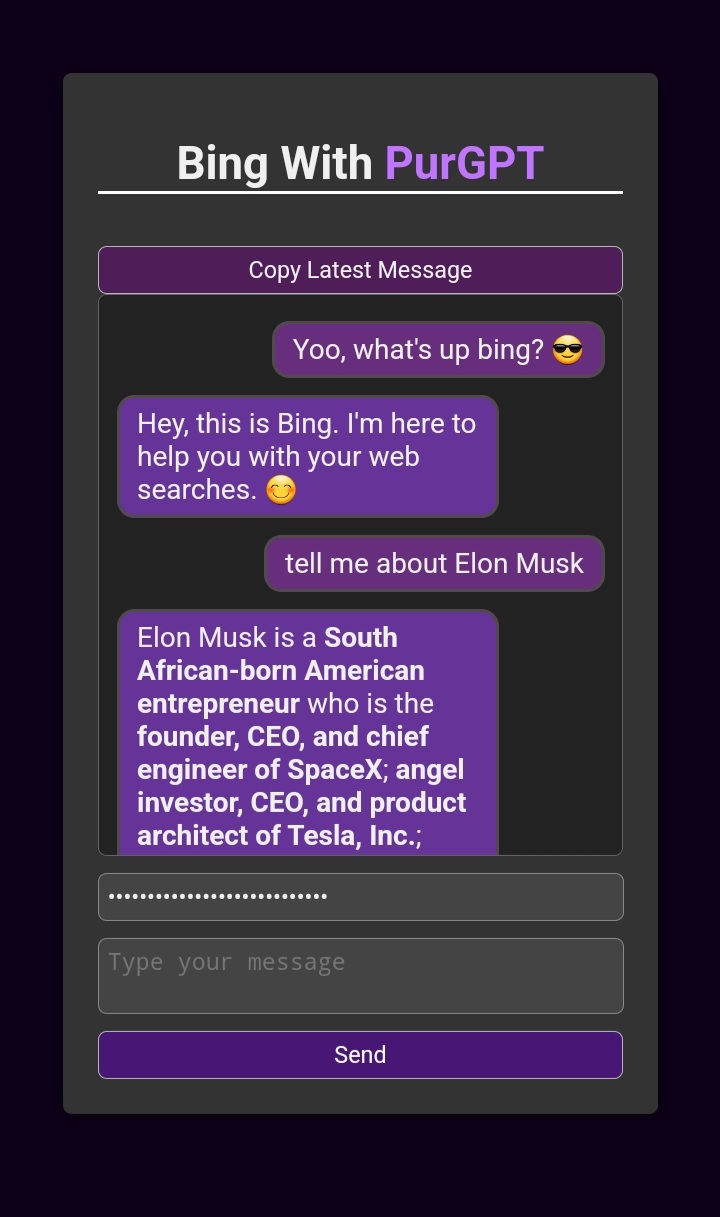 Bing With PurGPT
Copy Latest Message
Yoo, what's up bing? 😎
Hey, this is Bing. I'm here to
help you with your web
searches. 😊
tell me about Elon Musk
Elon Musk is a South
African-born American
entrepreneur who is the
founder, CEO, and chief
engineer of SpaceX; angel
investor, CEO, and product
architect of Tesla, Inc.;
••••••••••••••••••••••••••••
Type your message
Send